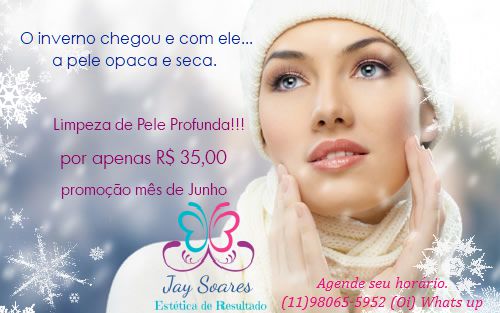 O inverno chegou e com ele...
a pele opaca e seca.
Limpeza de Pele Profunda!!!
por apenas R$ 35,00
promoção mês de Junho
Jay Soares
Estética de Resultado
Agende seu horário.
(11)98065-5952 (OI) Whats up